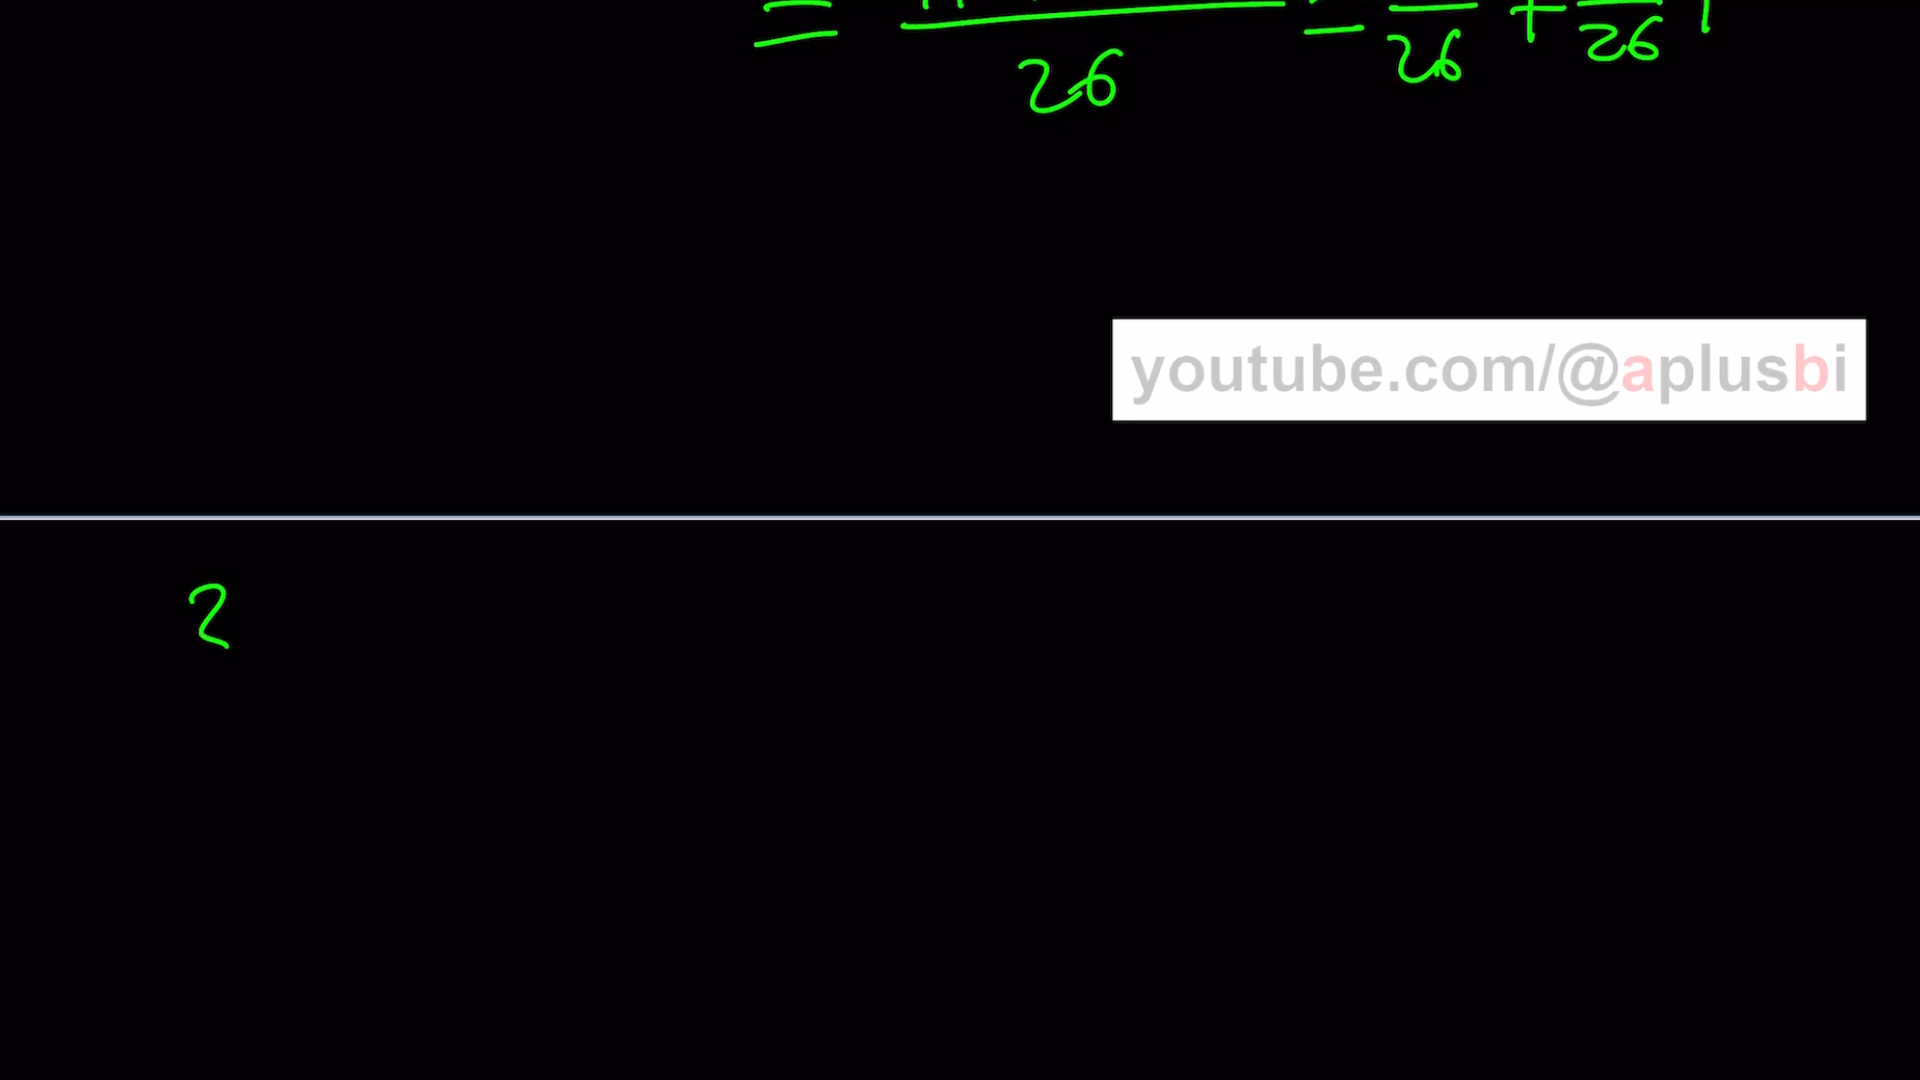 = 26 = 26 + 26 i
youtube.com/@aplusbi
2